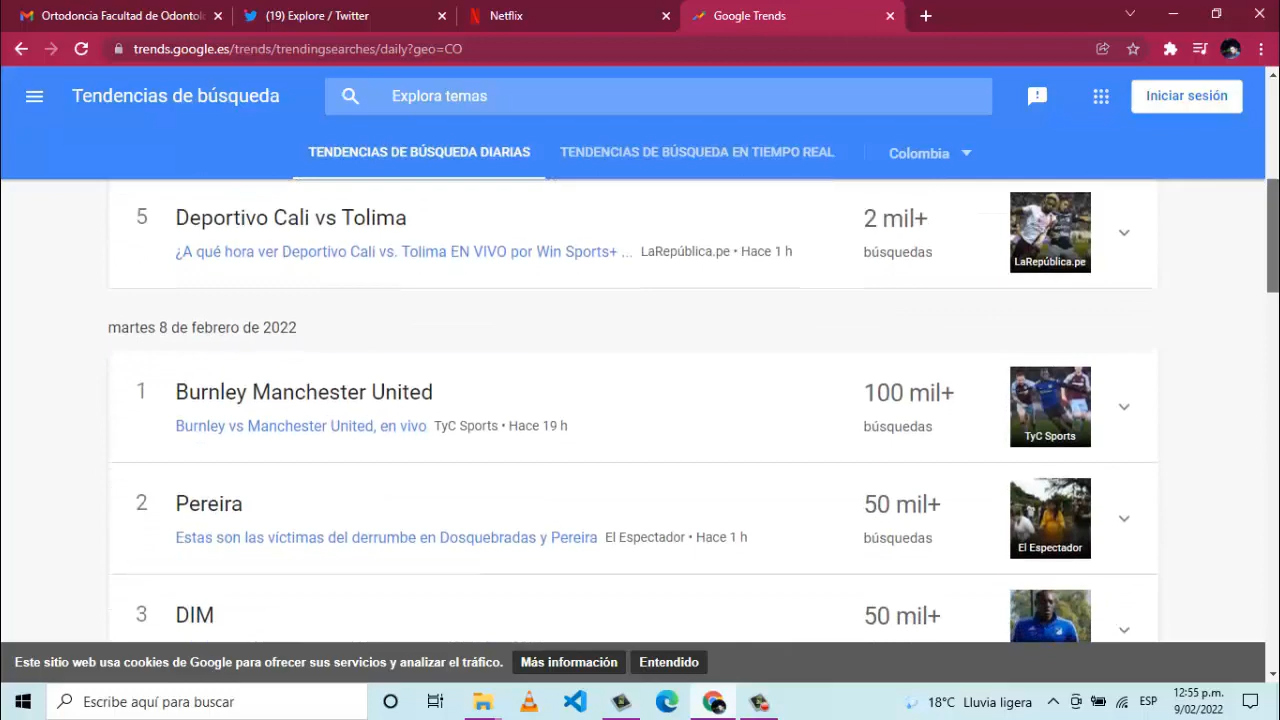 Ortodoncia Facultad de Odontolo
(19) Explore / Twitter
Netflix
Google Trends
trends.google.es/trends/trendingsearches/daily?geo=CO
Tendencias de búsqueda
Explora temas
Iniciar sesión
TENDENCIAS DE BÚSQUEDA DIARIAS
TENDENCIAS DE BÚSQUEDA EN TIEMPO REAL
Colombia
5 Deportivo Cali vs Tolima
¿A qué hora ver Deportivo Cali vs. Tolima EN VIVO por Win Sports+ ... LaRepública.pe • Hace 1 h
2 mil+
búsquedas
LaRepública.pe
martes 8 de febrero de 2022
1 Burnley Manchester United
Burnley vs Manchester United, en vivo TyC Sports • Hace 19 h
100 mil+
búsquedas
TyC Sports
2 Pereira
Estas son las víctimas del derrumbe en Dosquebradas y Pereira El Espectador • Hace 1 h
50 mil+
búsquedas
El Espectador
3 DIM
50 mil+
Este sitio web usa cookies de Google para ofrecer sus servicios y analizar el tráfico.
Más información
Entendido
Escribe aquí para buscar
18°C Lluvia ligera
ESP
12:55 p.m.
9/02/2022